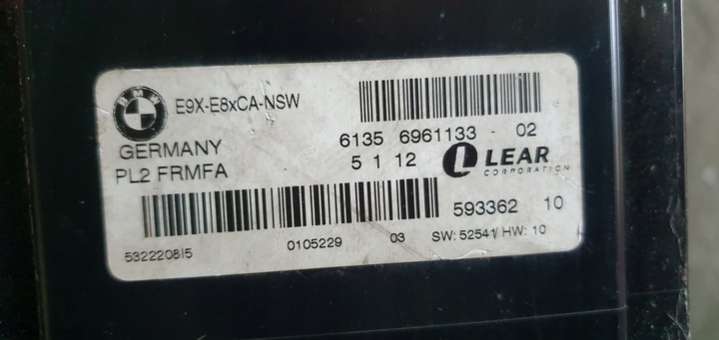 BMW
E9X-E8xCA-NSW
GERMANY
6135 6961133 - 02
PL2 FRMFA
5 1 12
LEAR
CORPORATION
593362 10
532220815
0105229
03
SW: 52541/ HW: 10